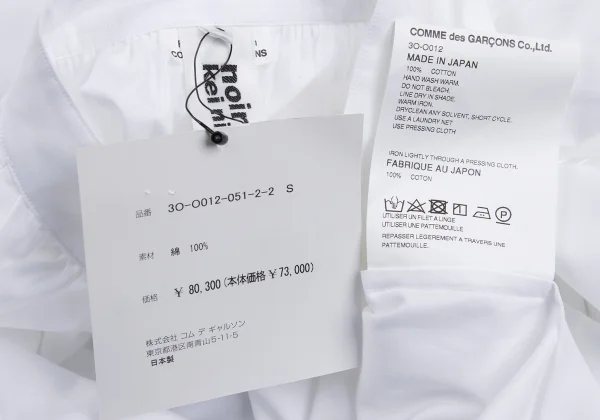 noir
kei ni
品番 3O-O012-051-2-2 S
素材 綿 100%
価格 ¥ 80,300 (本体価格 ¥ 73,000)
株式会社 コム デ ギャルソン
東京都港区南青山5-11-5
日本製
COMME des GARÇONS Co.,Ltd.
3O-O012
MADE IN JAPAN
100% COTTON
HAND WASH WARM.
DO NOT BLEACH.
LINE DRY IN SHADE,
WARM IRON.
DRYCLEAN ANY SOLVENT, SHORT CYCLE.
USE A LAUNDRY NET
USE PRESSING CLOTH
IRON LIGHTLY THROUGH A PRESSING CLOTH.
FABRIQUE AU JAPON
100% COTON
UTILISER UN FILET A LINGE
UTILISER UNE PATTEMOUILLE
REPASSER LEGEREMENT A TRAVERS UNE
PATTEMOUILLE.